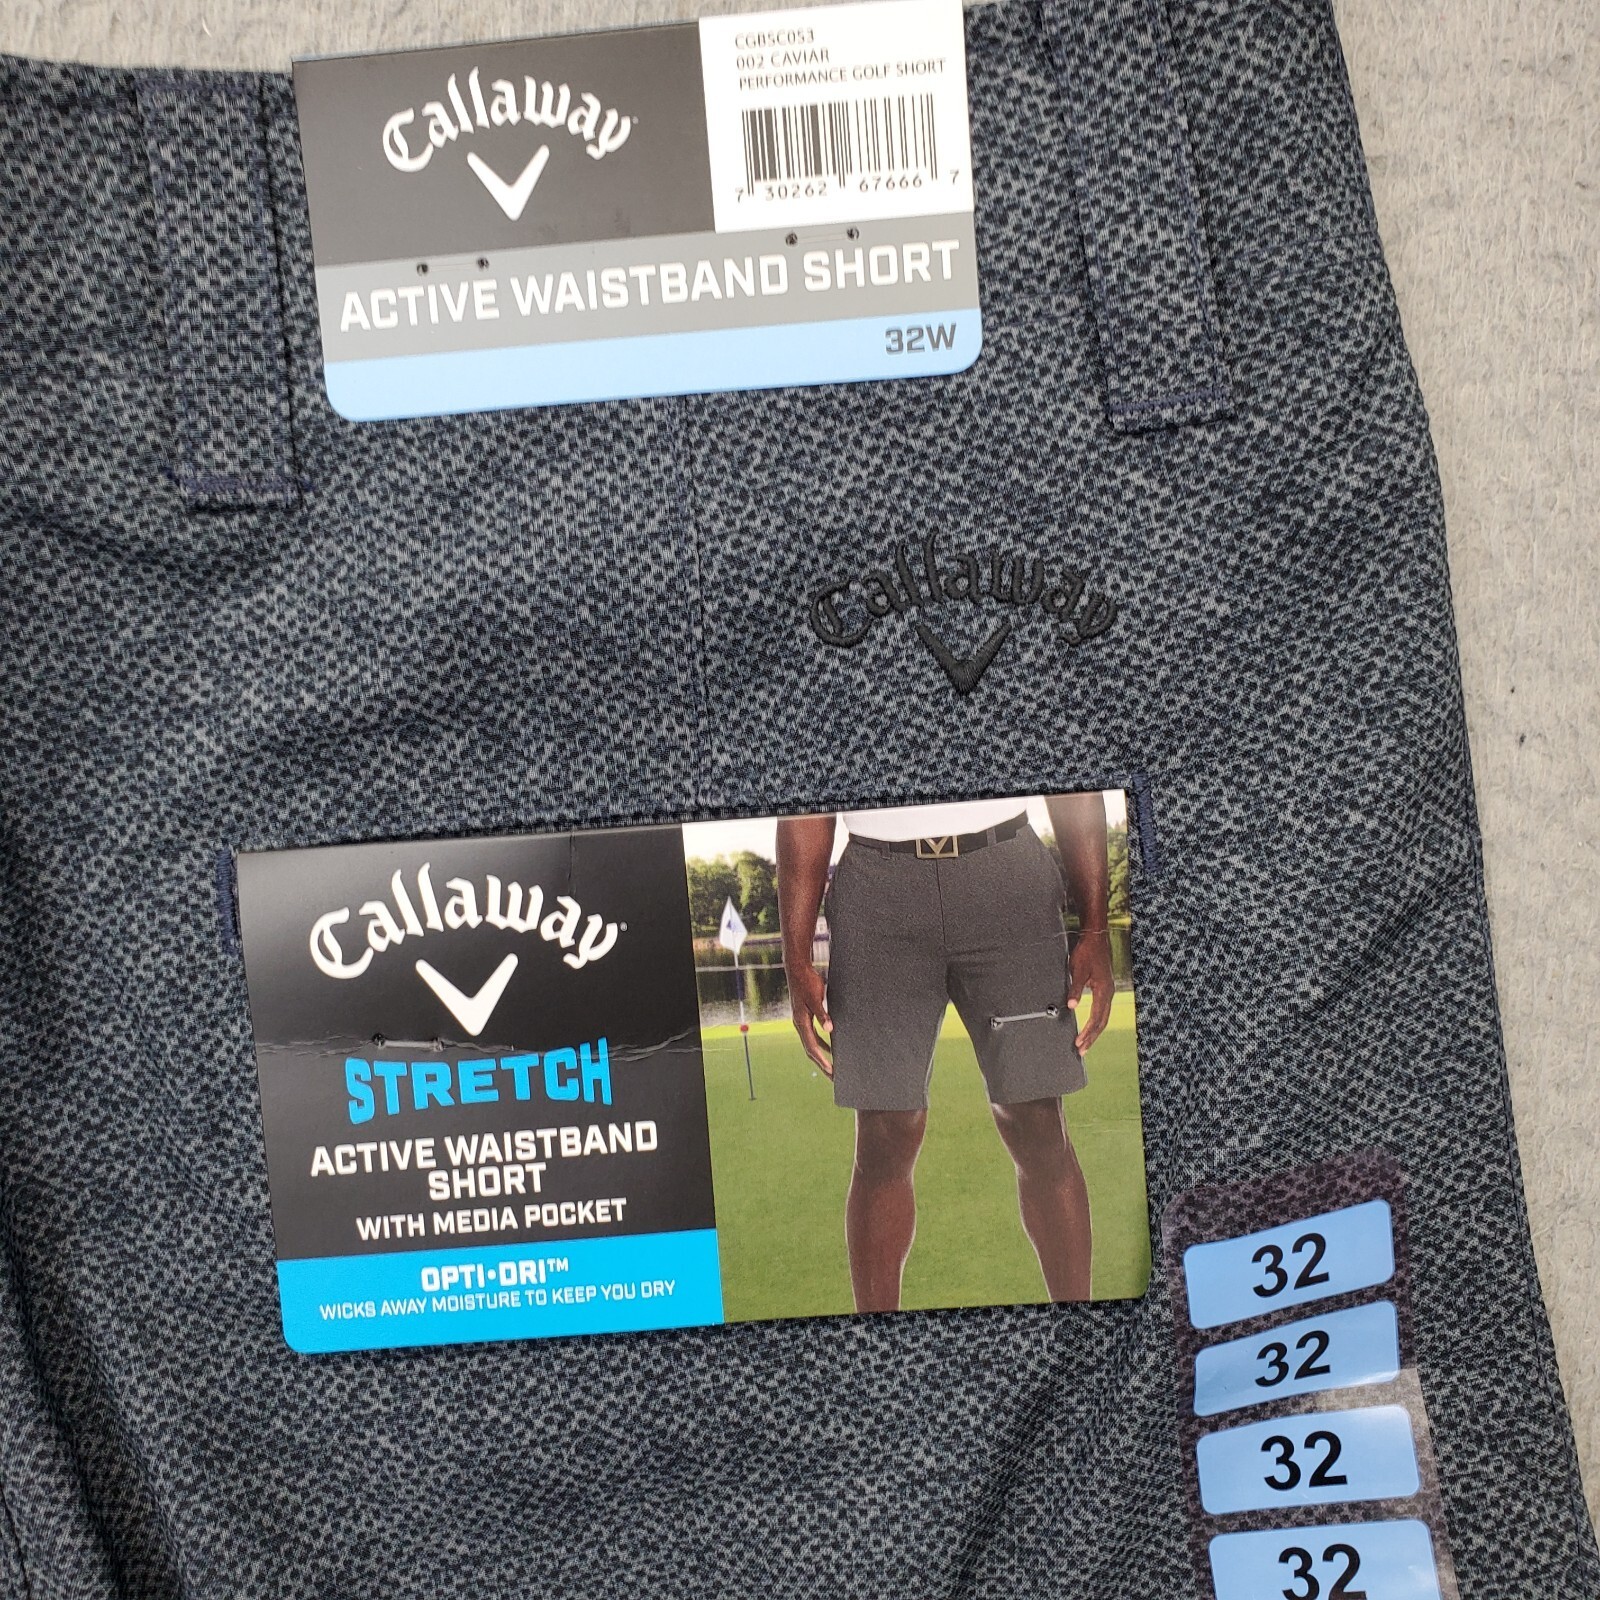 Callaway
CGBSC0S3
002 CAVIAR
PERFORMANCE GOLF SHORT
7 30262 67666 7
ACTIVE WAISTBAND SHORT
32W
Callaway
Callaway
STRETCH
ACTIVE WAISTBAND
SHORT
WITH MEDIA POCKET
OPTI•DRI™
WICKS AWAY MOISTURE TO KEEP YOU DRY
32
32
32
32